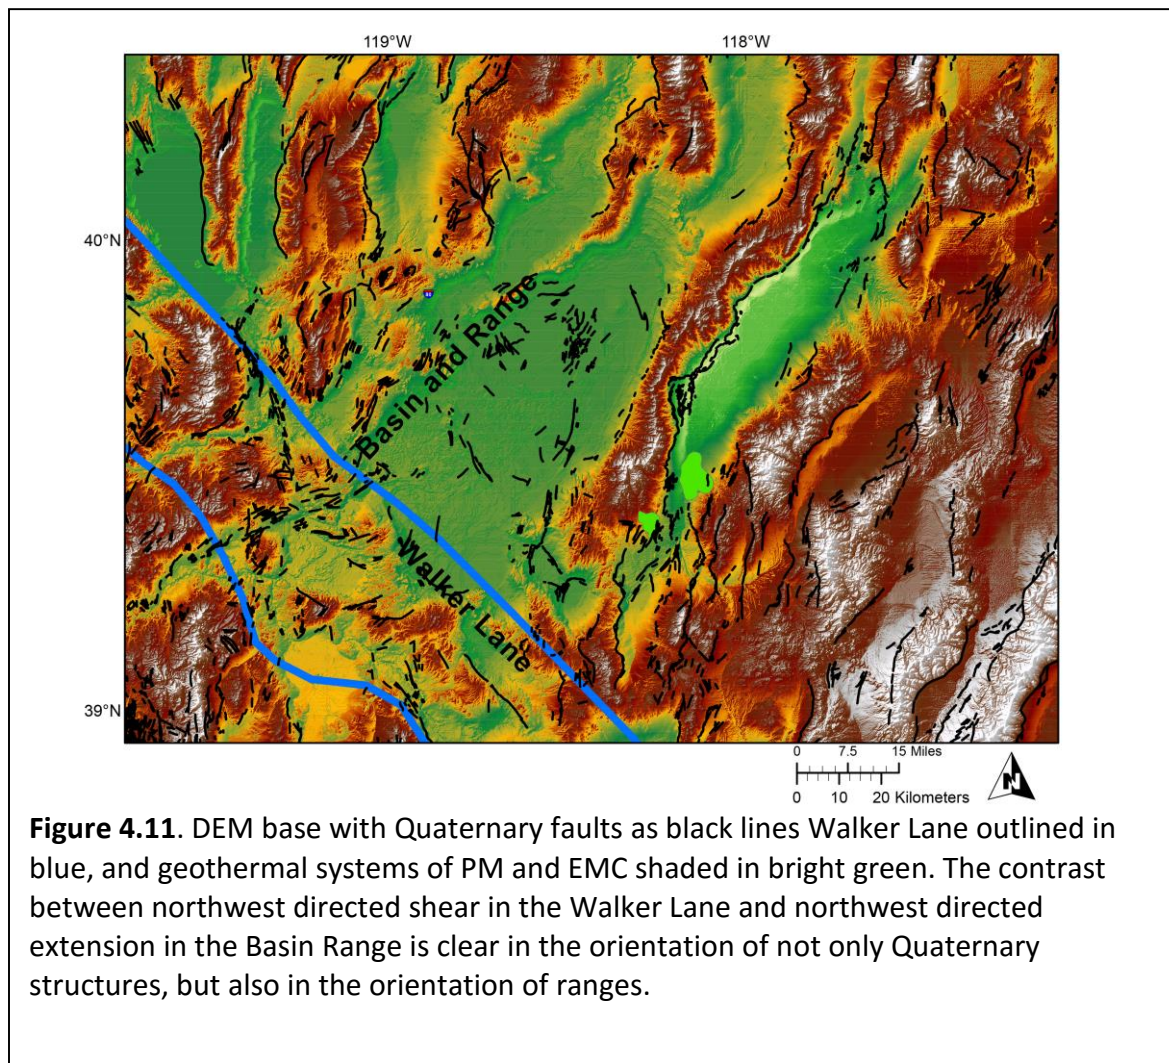 119°W 118°W
40°N
Basin and Range
Walker Lane
39°N
0 7.5 15 Miles
N
0 10 20 Kilometers
Figure 4.11. DEM base with Quaternary faults as black lines Walker Lane outlined in
blue, and geothermal systems of PM and EMC shaded in bright green. The contrast
between northwest directed shear in the Walker Lane and northwest directed
extension in the Basin Range is clear in the orientation of not only Quaternary
structures, but also in the orientation of ranges.